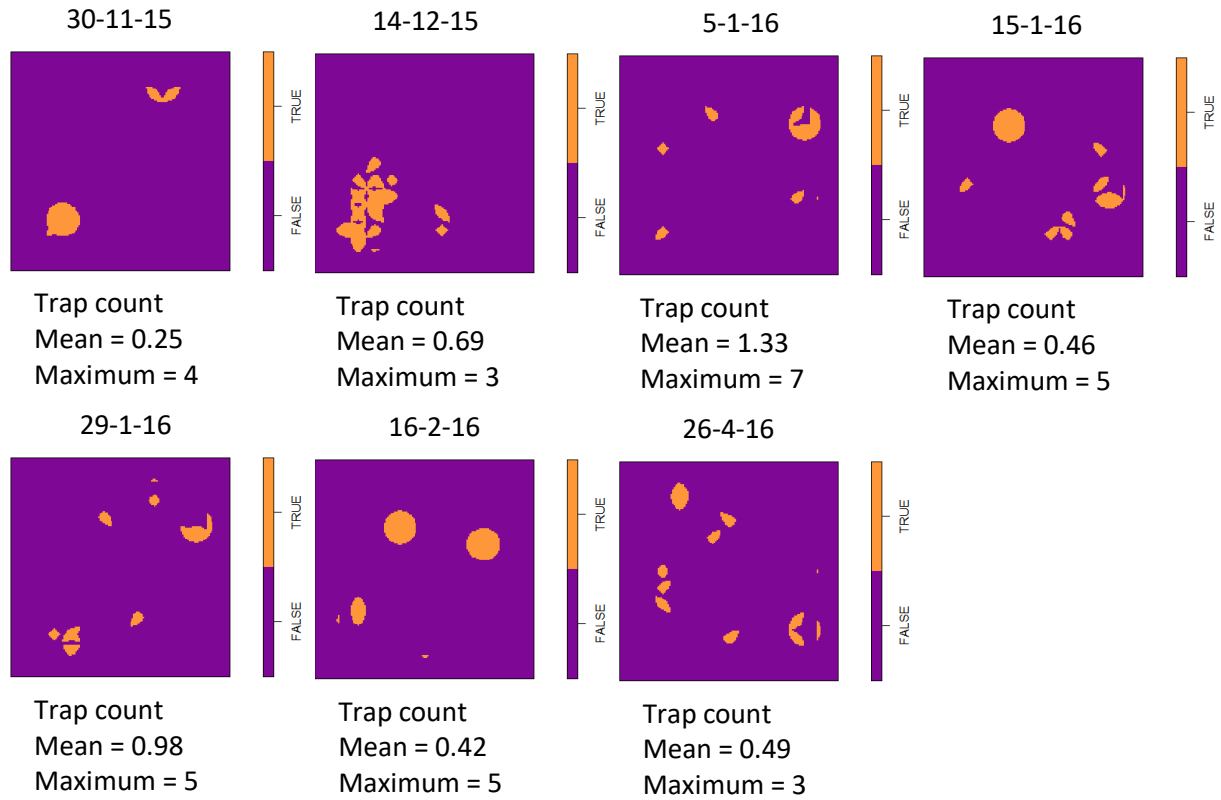 30-11-15
14-12-15
5-1-16
15-1-16
TRUE
FALSE
TRUE
FALSE
TRUE
FALSE
TRUE
FALSE
Trap count
Mean = 0.25
Maximum = 4
Trap count
Mean = 0.69
Maximum = 3
Trap count
Mean = 1.33
Maximum = 7
Trap count
Mean = 0.46
Maximum = 5
29-1-16
16-2-16
26-4-16
TRUE
FALSE
TRUE
FALSE
TRUE
FALSE
Trap count
Mean = 0.98
Maximum = 5
Trap count
Mean = 0.42
Maximum = 5
Trap count
Mean = 0.49
Maximum = 3